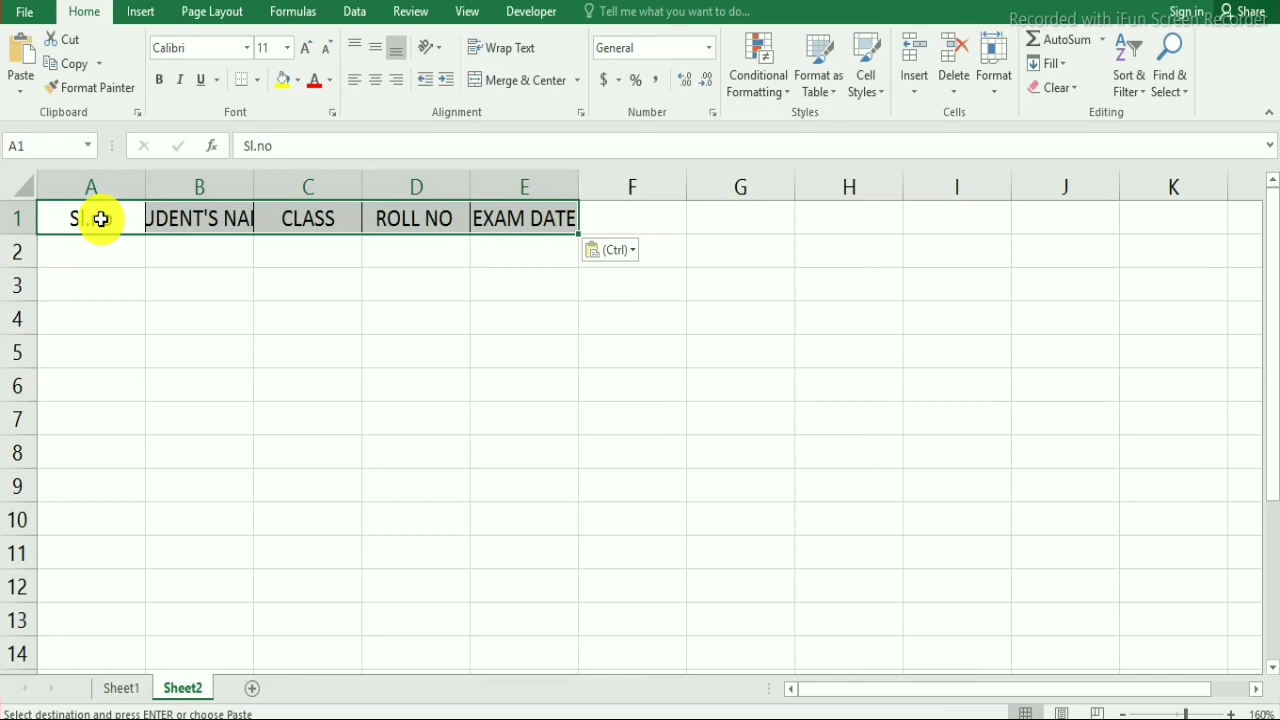 File Home Insert Page Layout Formulas Data Review View Developer Tell me what you want to do... Sign in Share
Recorded with iFun Screen Recorder
Paste
Cut
Copy
Format Painter
Calibri 11
B I U
Wrap Text
Merge & Center
General
$ % ,
Conditional Formatting
Format as Table
Cell Styles
Insert
Delete
Format
AutoSum
Fill
Clear
Sort & Filter
Find & Select
Clipboard Font Alignment Number Styles Cells Editing
A1 fx Sl.no
A B C D E F G H I J K
1 UDENT'S NA CLASS ROLL NO EXAM DATE
2 (Ctrl)
3
4
5
6
7
8
9
10
11
12
13
14
Sheet1 Sheet2
Select destination and press ENTER or choose Paste 160%